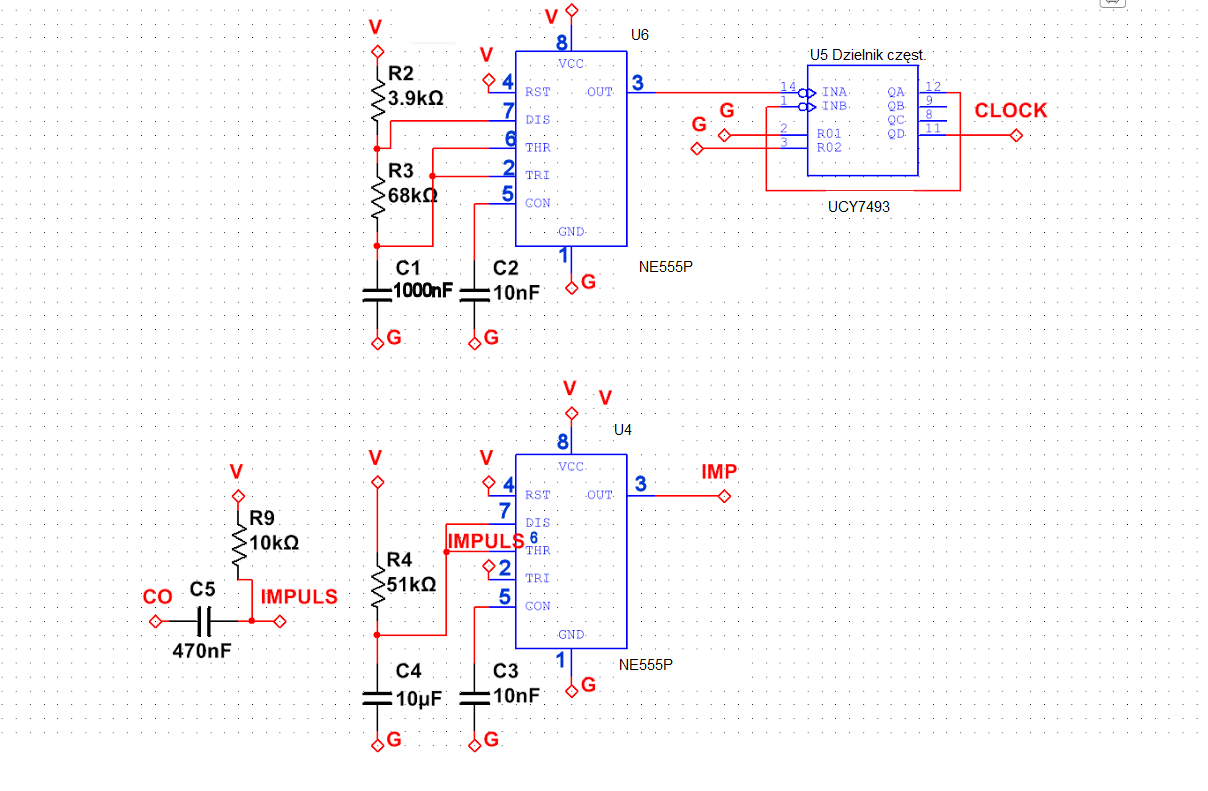 V
V
R2
3.9kΩ
R3
68kΩ
C1
1000nF
G
C2
10nF
G
V
8
U6
VCC
4
RST
OUT
3
7
DIS
6
THR
2
TRI
5
CON
GND
1
G
NE555P
U5 Dzielnik częst.
14
INA
QA
12
1
INB
QB
9
QC
8
G
2
R01
QD
11
CLOCK
G
3
R02
UCY7493
V
V
8
U4
VCC
V
V
V
4
RST
OUT
3
IMP
R9
10kΩ
7
DIS
IMPULS
6
THR
R4
51kΩ
2
TRI
CO
C5
IMPULS
5
CON
470nF
GND
1
G
NE555P
C4
10µF
G
C3
10nF
G